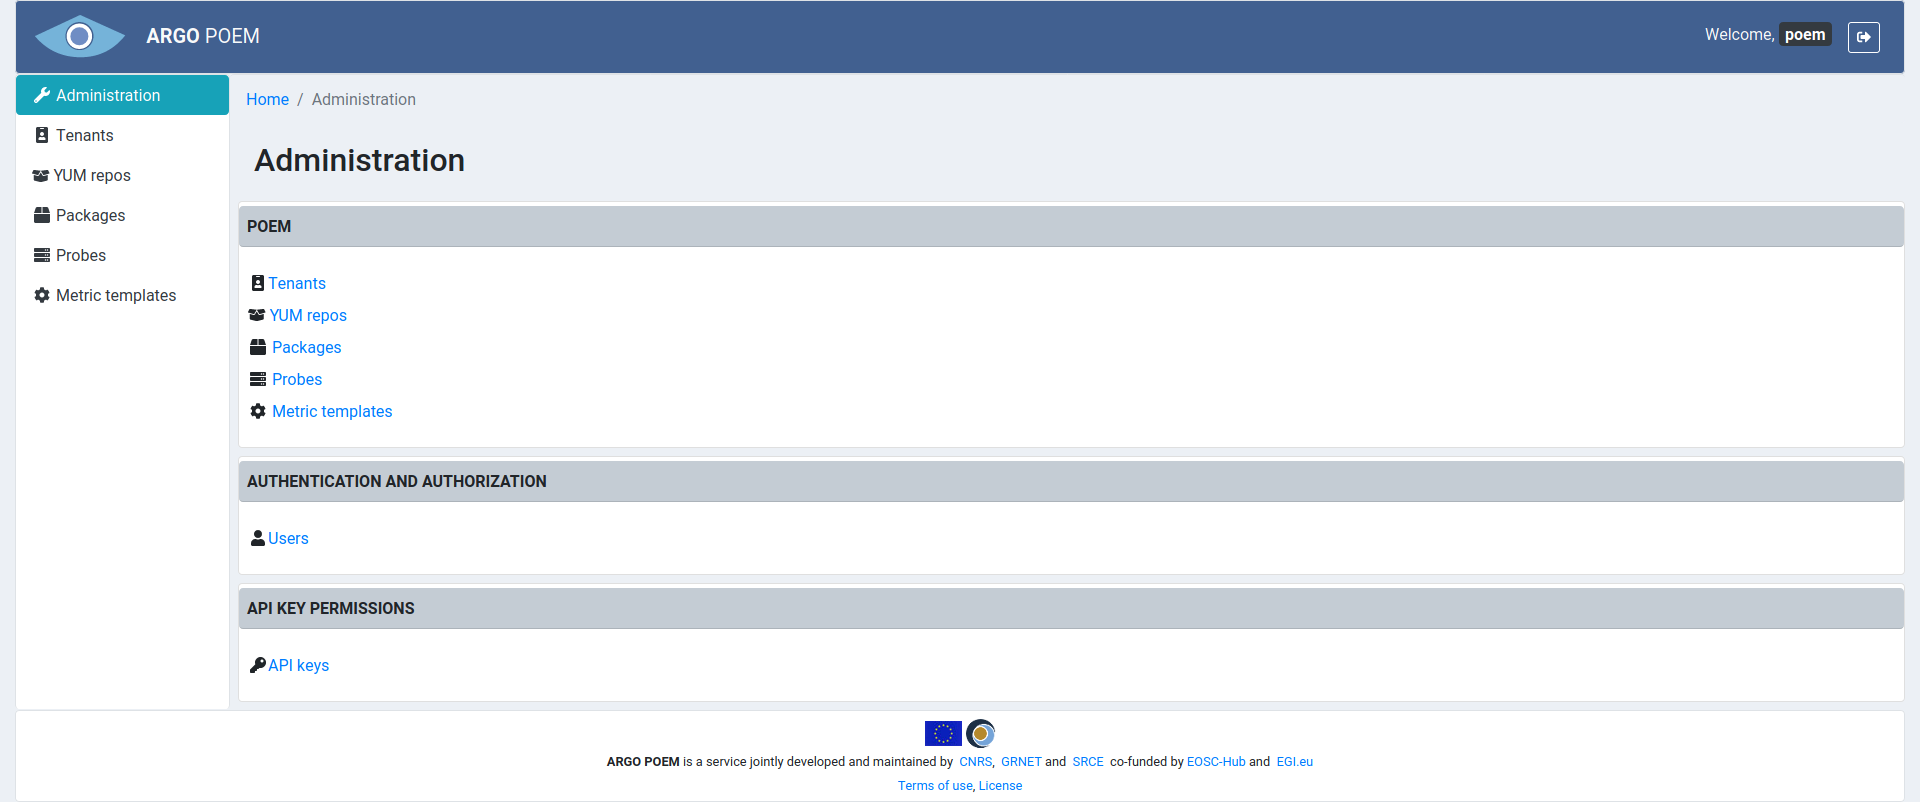 ARGO POEM
Welcome, poem
Administration
Tenants
YUM repos
Packages
Probes
Metric templates
Home / Administration
Administration
POEM
Tenants
YUM repos
Packages
Probes
Metric templates
AUTHENTICATION AND AUTHORIZATION
Users
API KEY PERMISSIONS
API keys
ARGO POEM is a service jointly developed and maintained by CNRS, GRNET and SRCE co-funded by EOSC-Hub and EGI.eu
Terms of use, License